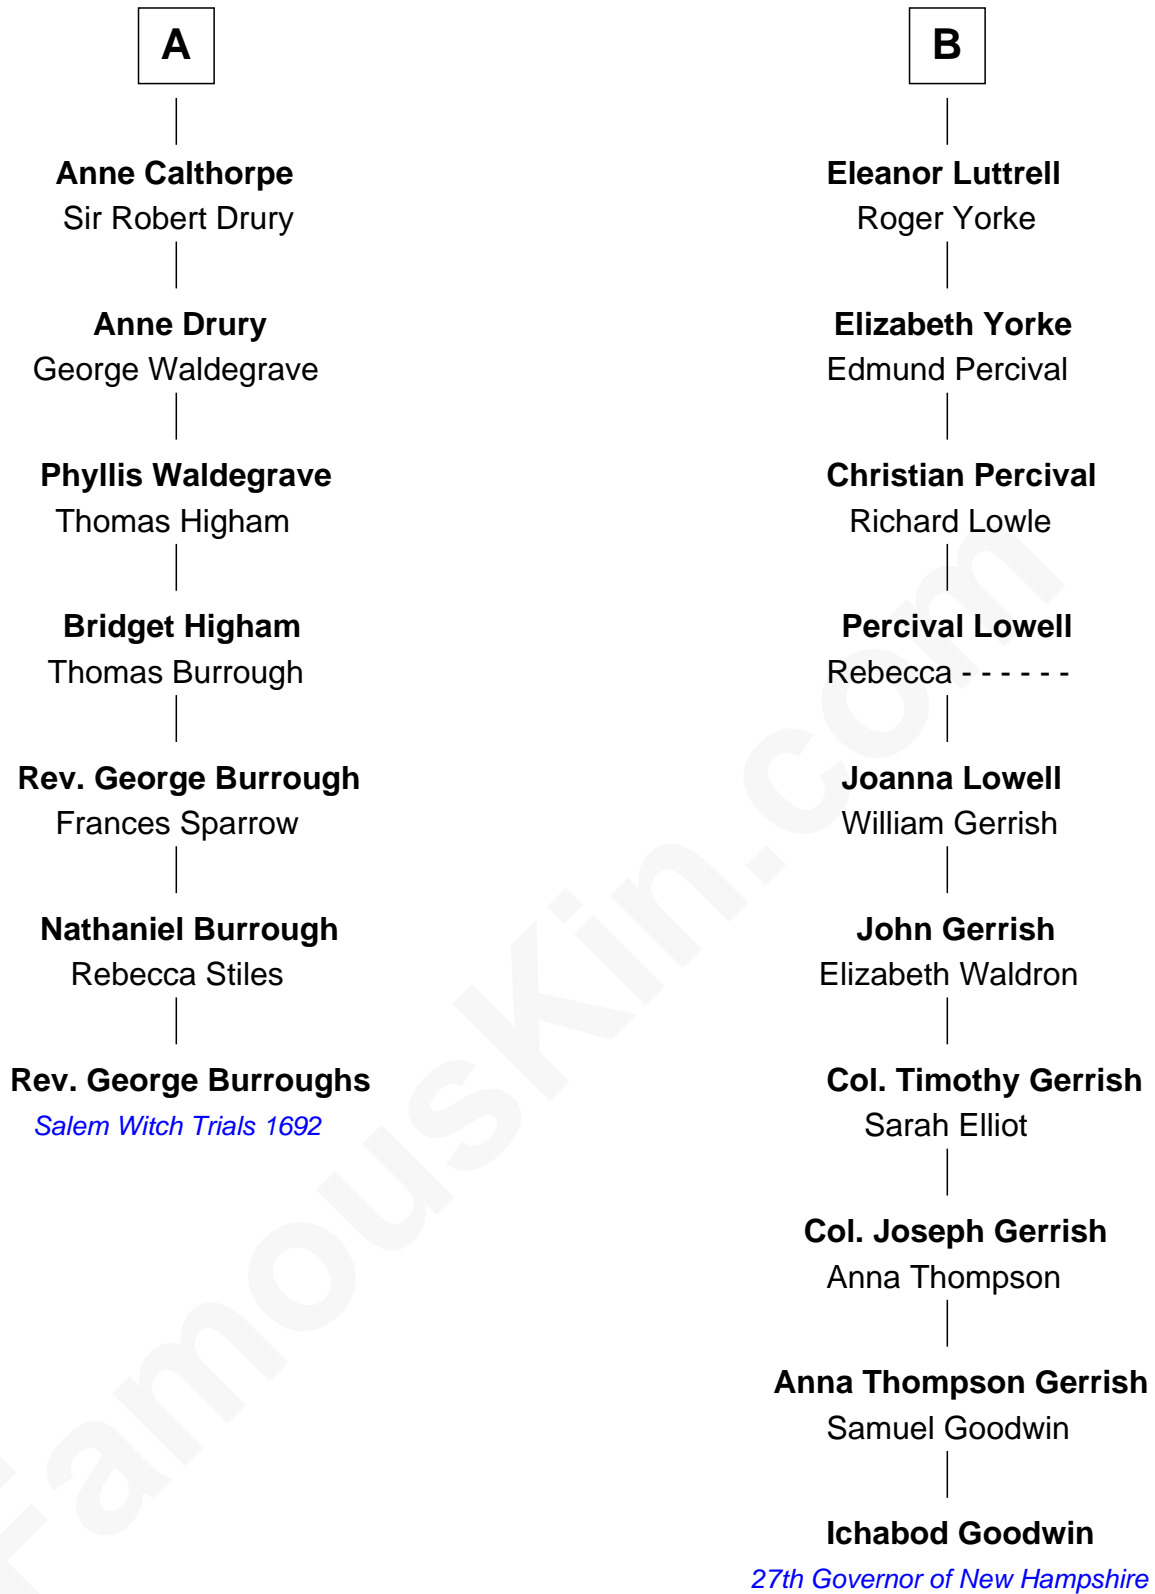 A
Anne Calthorpe
Sir Robert Drury
Anne Drury
George Waldegrave
Phyllis Waldegrave
Thomas Higham
Bridget Higham
Thomas Burrough
Rev. George Burrough
Frances Sparrow
Nathaniel Burrough
Rebecca Stiles
Rev. George Burroughs
Salem Witch Trials 1692
B
Eleanor Luttrell
Roger Yorke
Elizabeth Yorke
Edmund Percival
Christian Percival
Richard Lowle
Percival Lowell
Rebecca - - - - - -
Joanna Lowell
William Gerrish
John Gerrish
Elizabeth Waldron
Col. Timothy Gerrish
Sarah Elliot
Col. Joseph Gerrish
Anna Thompson
Anna Thompson Gerrish
Samuel Goodwin
Ichabod Goodwin
27th Governor of New Hampshire
FamousKin.com